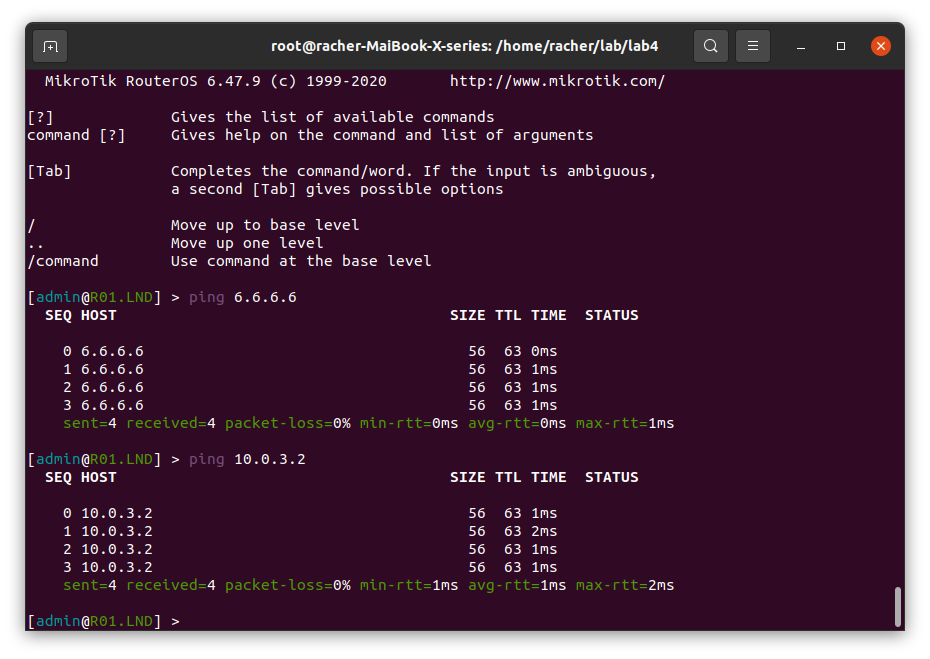 root@racher-MaiBook-X-series: /home/racher/lab/lab4
MikroTik RouterOS 6.47.9 (c) 1999-2020       http://www.mikrotik.com/
[?]             Gives the list of available commands
command [?]     Gives help on the command and list of arguments
[Tab]           Completes the command/word. If the input is ambiguous,
                a second [Tab] gives possible options
/               Move up to base level
..              Move up one level
/command        Use command at the base level
[admin@R01.LND] > ping 6.6.6.6
  SEQ HOST                                     SIZE TTL TIME  STATUS
    0 6.6.6.6                                    56  63 0ms
    1 6.6.6.6                                    56  63 1ms
    2 6.6.6.6                                    56  63 1ms
    3 6.6.6.6                                    56  63 1ms
    sent=4 received=4 packet-loss=0% min-rtt=0ms avg-rtt=0ms max-rtt=1ms
[admin@R01.LND] > ping 10.0.3.2
  SEQ HOST                                     SIZE TTL TIME  STATUS
    0 10.0.3.2                                   56  63 1ms
    1 10.0.3.2                                   56  63 2ms
    2 10.0.3.2                                   56  63 1ms
    3 10.0.3.2                                   56  63 1ms
    sent=4 received=4 packet-loss=0% min-rtt=1ms avg-rtt=1ms max-rtt=2ms
[admin@R01.LND] >